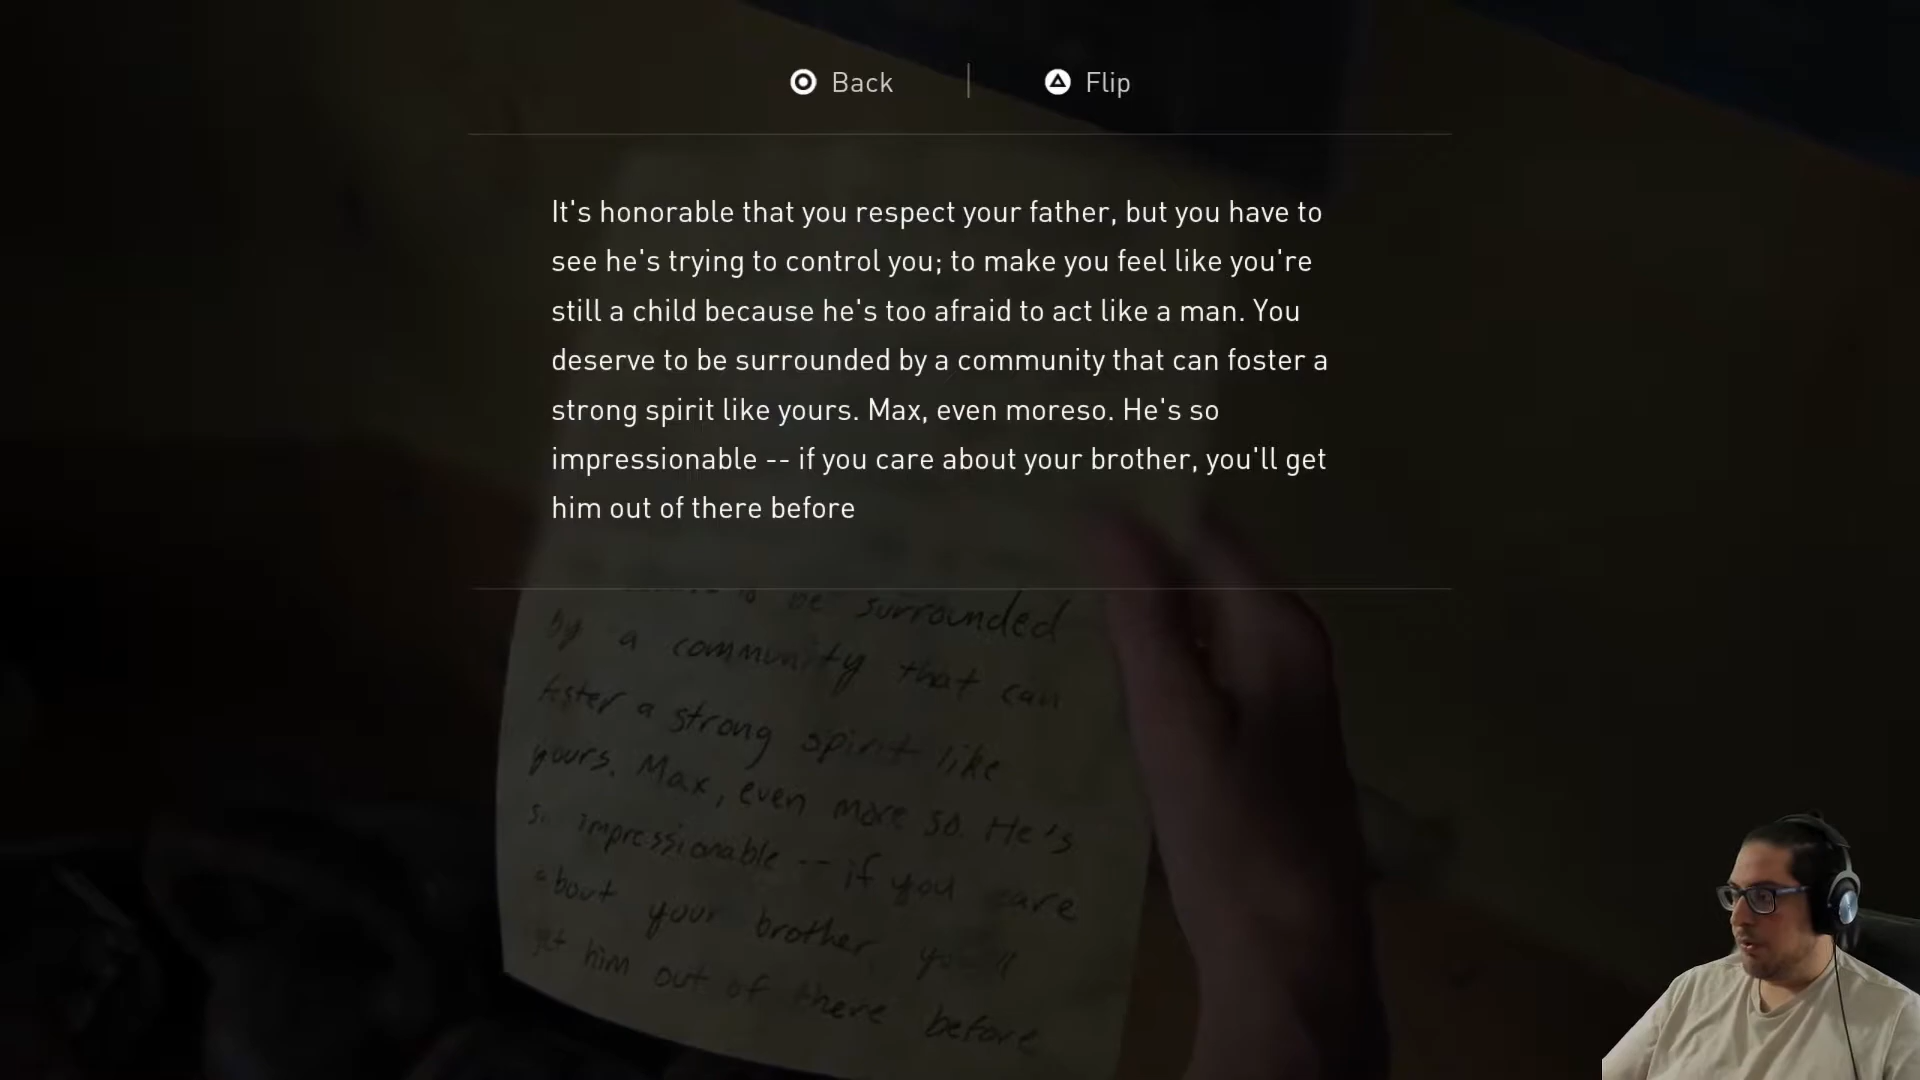 Back | Flip
It's honorable that you respect your father, but you have to
see he's trying to control you; to make you feel like you're
still a child because he's too afraid to act like a man. You
deserve to be surrounded by a community that can foster a
strong spirit like yours. Max, even moreso. He's so
impressionable -- if you care about your brother, you'll get
him out of there before
be surrounded
by a community that can
foster a strong spirit like
yours. Max, even more so. He's
so impressionable -- if you care
about your brother, you'll
get him out of there before